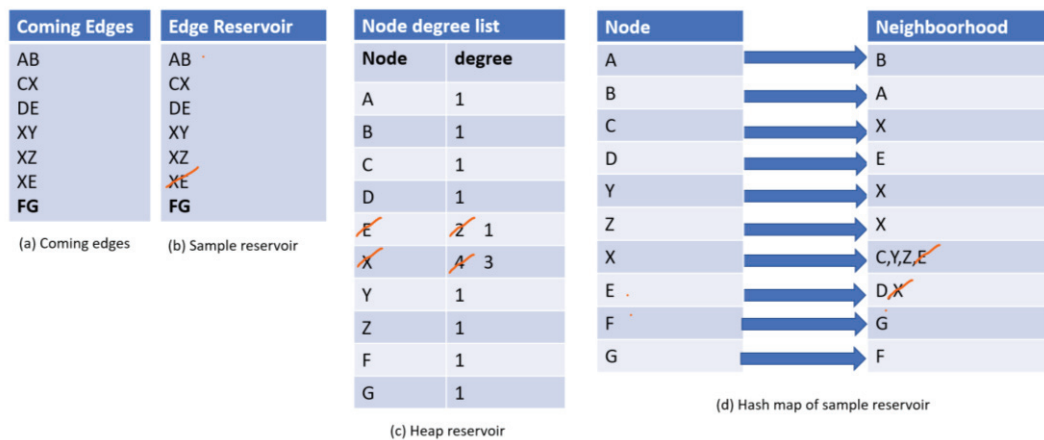 Coming Edges
AB
CX
DE
XY
XZ
XE
FG
(a) Coming edges
Edge Reservoir
AB
CX
DE
XY
XZ
XE
FG
(b) Sample reservoir
Node degree list
Node degree
A 1
B 1
C 1
D 1
E 2 1
X 4 3
Y 1
Z 1
F 1
G 1
(c) Heap reservoir
Node Neighboorhood
A B
B A
C X
D E
Y X
Z X
X C,Y,Z,E
E D,X
F G
G F
(d) Hash map of sample reservoir